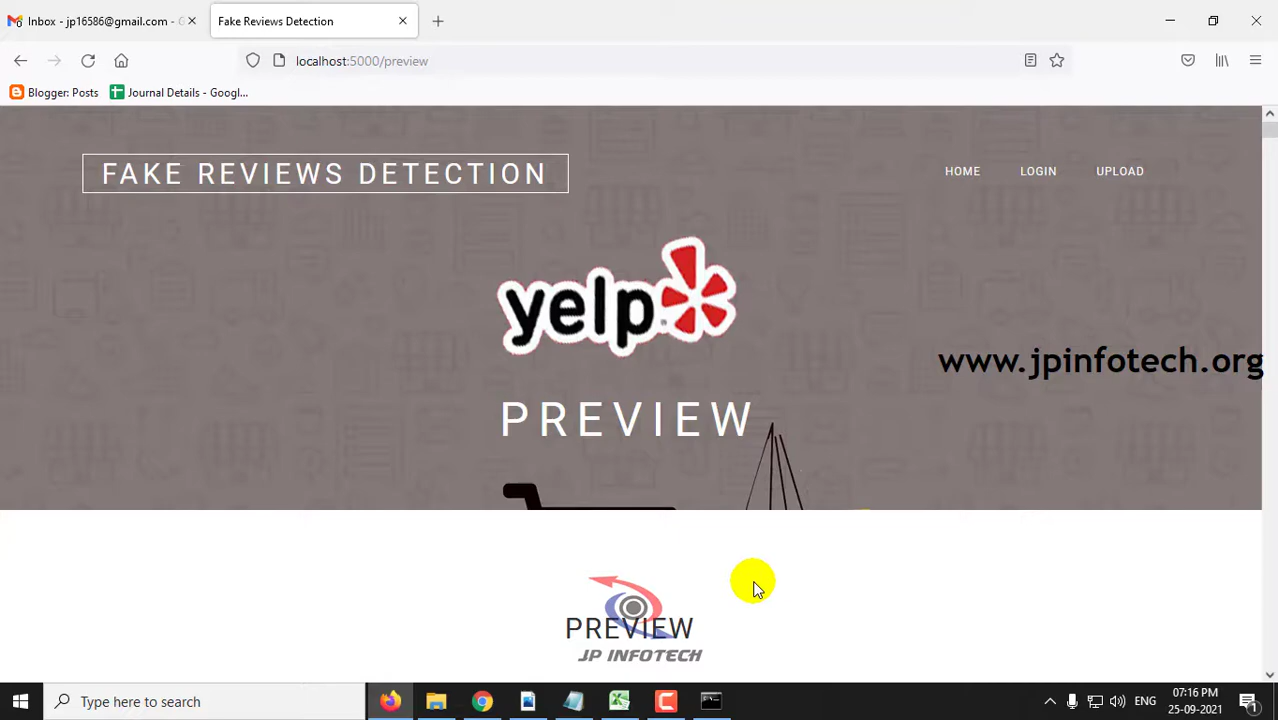 Inbox - jp16586@gmail.com - G
Fake Reviews Detection
localhost:5000/preview
Blogger: Posts
Journal Details - Googl...
FAKE REVIEWS DETECTION
HOME
LOGIN
UPLOAD
yelp
www.jpinfotech.org
PREVIEW
PREVIEW
JP INFOTECH
Type here to search
ENG
07:16 PM
25-09-2021
1